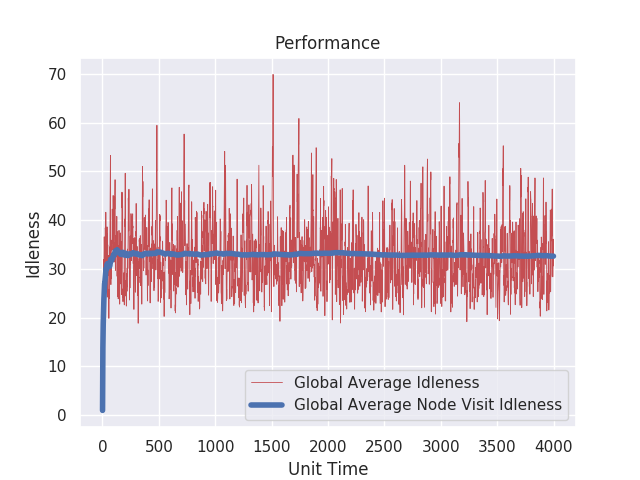 Performance
70
60
50
40
30
20
10
0
Idleness
Global Average Idleness
Global Average Node Visit Idleness
0 500 1000 1500 2000 2500 3000 3500 4000
Unit Time